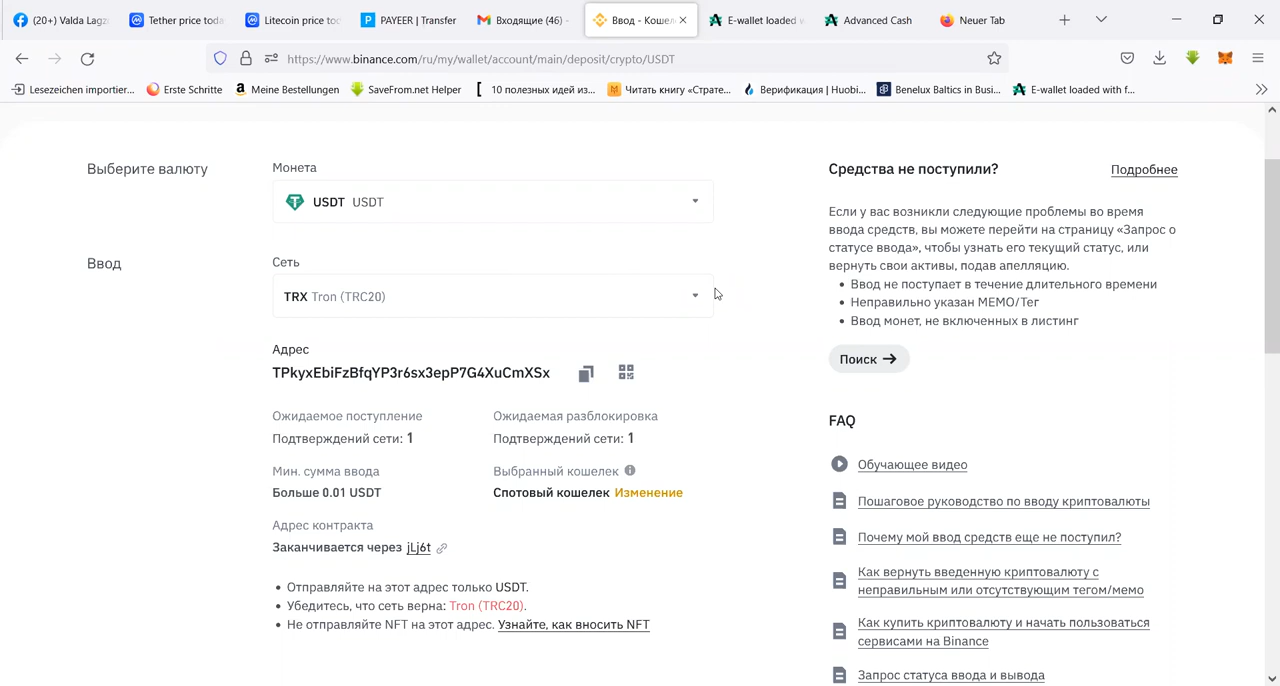 (20+) Valda Lagz
Tether price toda
Litecoin price to
PAYEER | Transfer
Входящие (46) -
Ввод - Кошел
E-wallet loaded w
Advanced Cash
Neuer Tab
https://www.binance.com/ru/my/wallet/account/main/deposit/crypto/USDT
Lesezeichen importier...
Erste Schritte
Meine Bestellungen
SaveFrom.net Helper
10 полезных идей из...
Читать книгу «Страте...
Верификация | Huobi...
Benelux Baltics in Busi...
E-wallet loaded with f...
Выберите валюту
Монета
USDT USDT
Ввод
Сеть
TRX Tron (TRC20)
Адрес
TPkyxEbiFzBfqYP3r6sx3epP7G4XuCmXSx
Ожидаемое поступление
Подтверждений сети: 1
Ожидаемая разблокировка
Подтверждений сети: 1
Мин. сумма ввода
Больше 0.01 USDT
Выбранный кошелек
Спотовый кошелек Изменение
Адрес контракта
Заканчивается через jLj6t
• Отправляйте на этот адрес только USDT.
• Убедитесь, что сеть верна: Tron (TRC20).
• Не отправляйте NFT на этот адрес. Узнайте, как вносить NFT
Средства не поступили?
Подробнее
Если у вас возникли следующие проблемы во время
ввода средств, вы можете перейти на страницу «Запрос о
статусе ввода», чтобы узнать его текущий статус, или
вернуть свои активы, подав апелляцию.
• Ввод не поступает в течение длительного времени
• Неправильно указан MEMO/Тег
• Ввод монет, не включенных в листинг
Поиск →
FAQ
Обучающее видео
Пошаговое руководство по вводу криптовалюты
Почему мой ввод средств еще не поступил?
Как вернуть введенную криптовалюту с
неправильным или отсутствующим тегом/мемо
Как купить криптовалюту и начать пользоваться
сервисами на Binance
Запрос статуса ввода и вывода